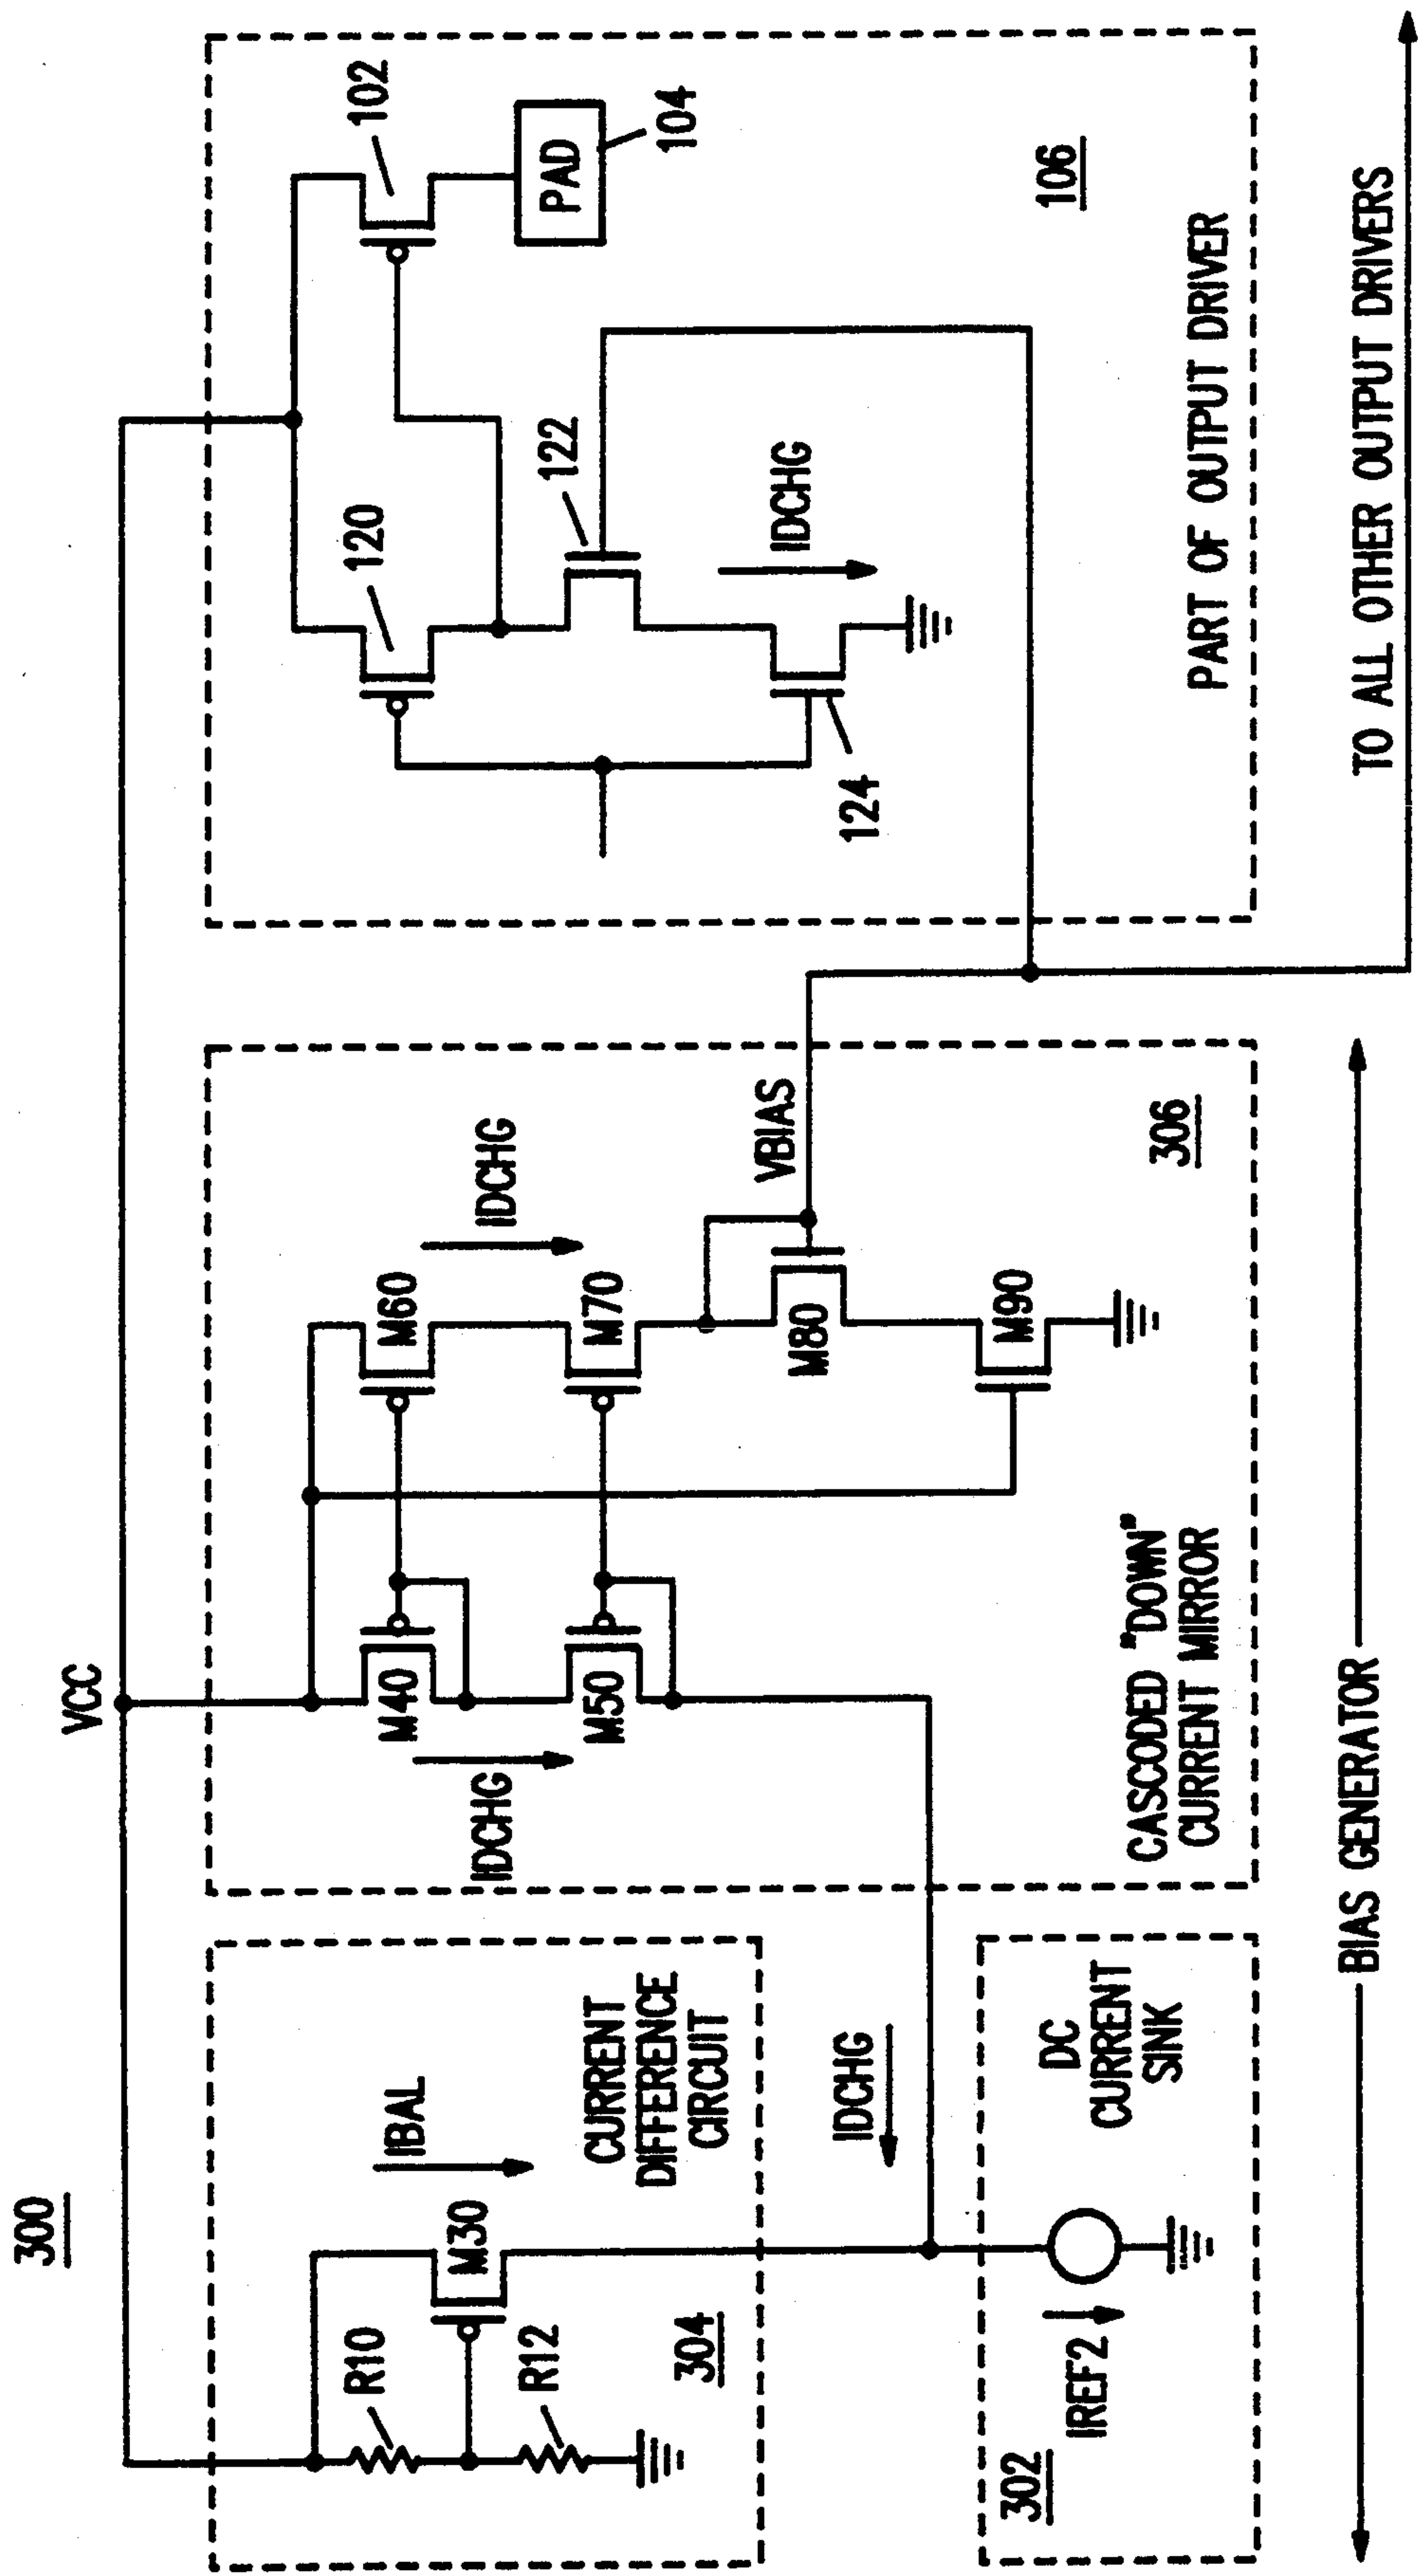 300
VCC
R10
R12
M30
IBAL
304
CURRENT
DIFFERENCE
CIRCUIT
302
IREF2
DC
CURRENT
SINK
IDCHG
IDCHG
M40
M50
M60
M70
IDCHG
M80
M90
VBIAS
CASCODED "DOWN"
CURRENT MIRROR
306
BIAS GENERATOR
120
102
PAD
104
122
124
IDCHG
106
PART OF OUTPUT DRIVER
TO ALL OTHER OUTPUT DRIVERS